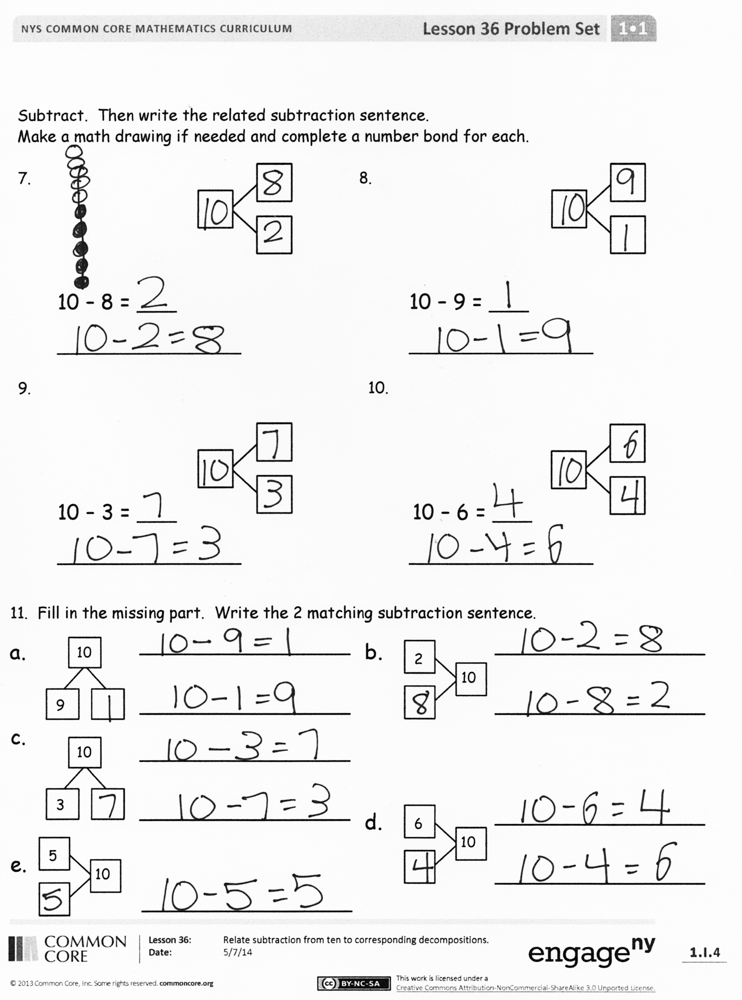 NYS COMMON CORE MATHEMATICS CURRICULUM Lesson 36 Problem Set 1•1
Subtract. Then write the related subtraction sentence.
Make a math drawing if needed and complete a number bond for each.
7.
10
8
2
10 - 8 = 2
10 - 2 = 8
8.
10
9
1
10 - 9 = 1
10 - 1 = 9
9.
10
7
3
10 - 3 = 7
10 - 7 = 3
10.
10
6
4
10 - 6 = 4
10 - 4 = 6
11. Fill in the missing part. Write the 2 matching subtraction sentence.
a.
10
9 1
10 - 9 = 1
10 - 1 = 9
b.
2
10
8
10 - 2 = 8
10 - 8 = 2
c.
10
3 7
10 - 3 = 7
10 - 7 = 3
d.
6
10
4
10 - 6 = 4
10 - 4 = 6
e.
5
10
5
10 - 5 = 5
COMMON
CORE
Lesson 36: Relate subtraction from ten to corresponding decompositions.
Date: 5/7/14
engage ny
1.I.4
© 2013 Common Core, Inc. Some rights reserved. commoncore.org
cc BY-NC-SA
This work is licensed under a
Creative Commons Attribution-NonCommercial-ShareAlike 3.0 Unported License.